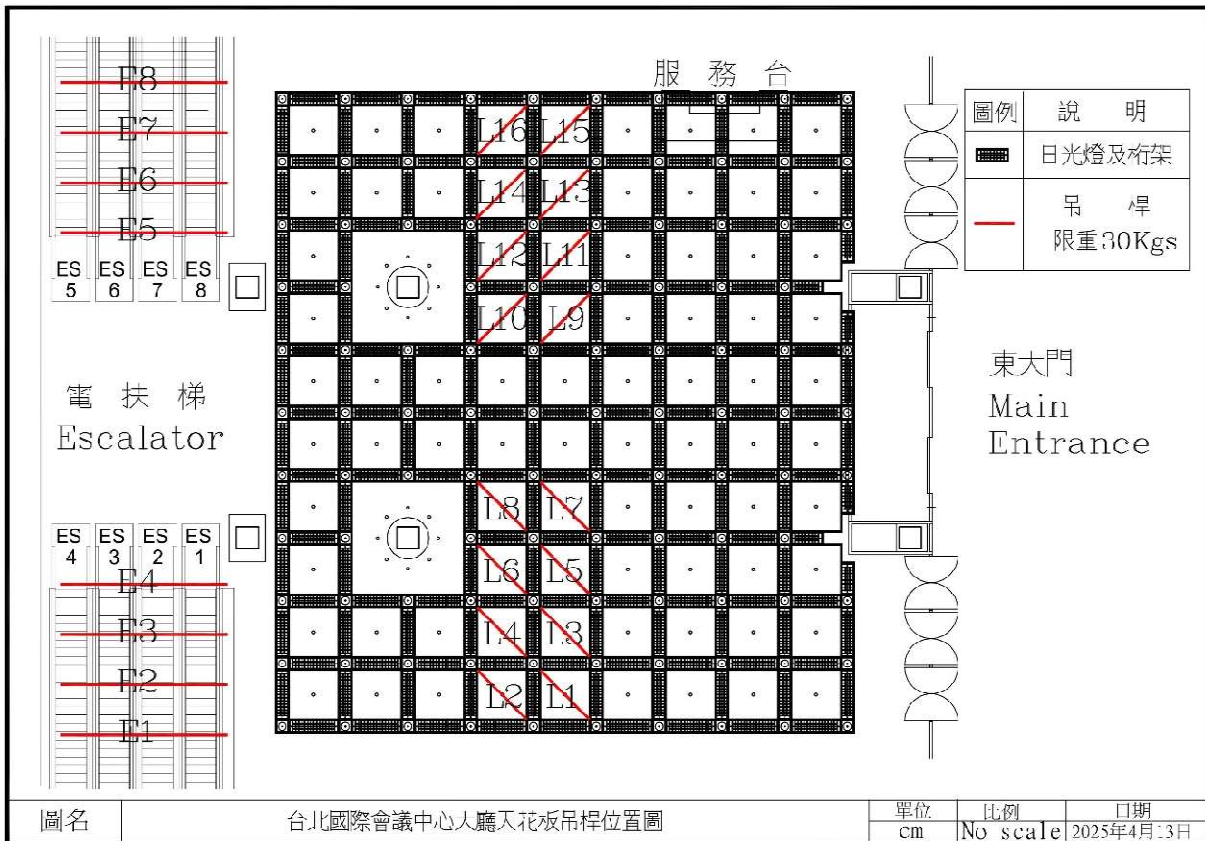 E8
E7
E6
E5
ES 5
ES 6
ES 7
ES 8
電扶梯
Escalator
ES 4
ES 3
ES 2
ES 1
E4
E3
E2
E1
服務台
L16 L15
L14 L13
L12 L11
L10 L9
L8 L7
L6 L5
L4 L3
L2 L1
東大門
Main
Entrance
圖例 說明
日光燈及桁架
吊桿
限重30Kgs
圖名 台北國際會議中心大廳天花板吊桿位置圖
單位 比例 日期
cm No scale 2025年4月13日